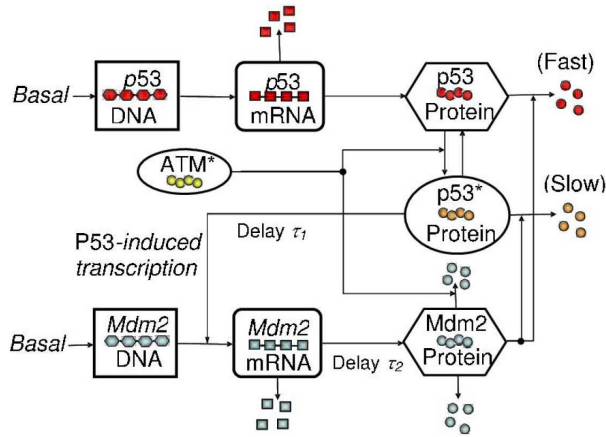 Basal
p53
DNA
p53
mRNA
p53
Protein
(Fast)
ATM*
p53*
Protein
(Slow)
P53-induced
transcription
Delay τ1
Basal
Mdm2
DNA
Mdm2
mRNA
Delay τ2
Mdm2
Protein